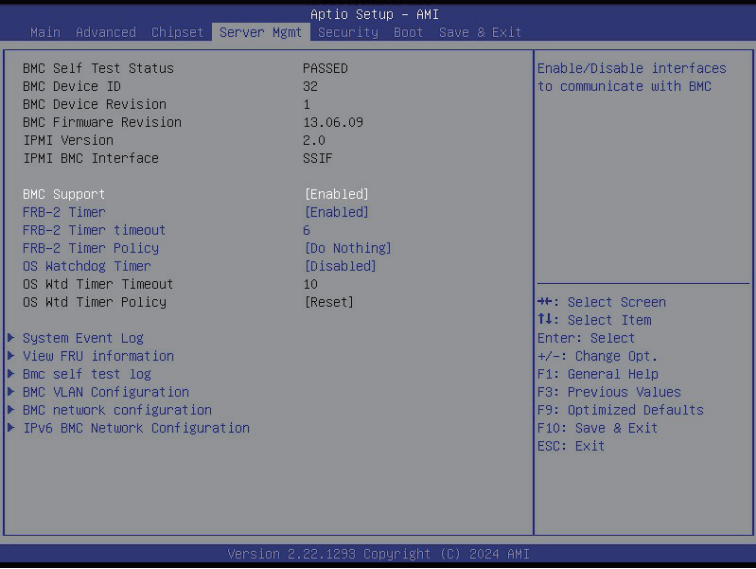 Aptio Setup – AMI
Main Advanced Chipset Server Mgmt Security Boot Save & Exit
BMC Self Test Status PASSED
BMC Device ID 32
BMC Device Revision 1
BMC Firmware Revision 13.06.09
IPMI Version 2.0
IPMI BMC Interface SSIF
BMC Support [Enabled]
FRB-2 Timer [Enabled]
FRB-2 Timer timeout 6
FRB-2 Timer Policy [Do Nothing]
OS Watchdog Timer [Disabled]
OS Wtd Timer Timeout 10
OS Wtd Timer Policy [Reset]
System Event Log
View FRU information
Bmc self test log
BMC VLAN Configuration
BMC network configuration
IPv6 BMC Network Configuration
Enable/Disable interfaces
to communicate with BMC
→←: Select Screen
↑↓: Select Item
Enter: Select
+/-: Change Opt.
F1: General Help
F3: Previous Values
F9: Optimized Defaults
F10: Save & Exit
ESC: Exit
Version 2.22.1293 Copyright (C) 2024 AMI